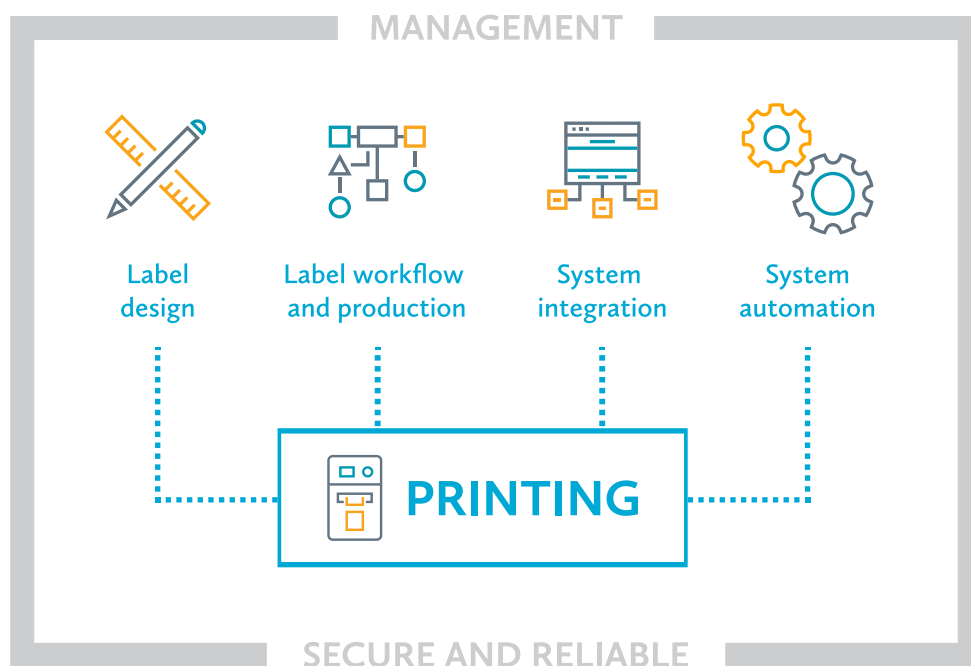 MANAGEMENT
Label
design
Label workflow
and production
System
integration
System
automation
PRINTING
SECURE AND RELIABLE